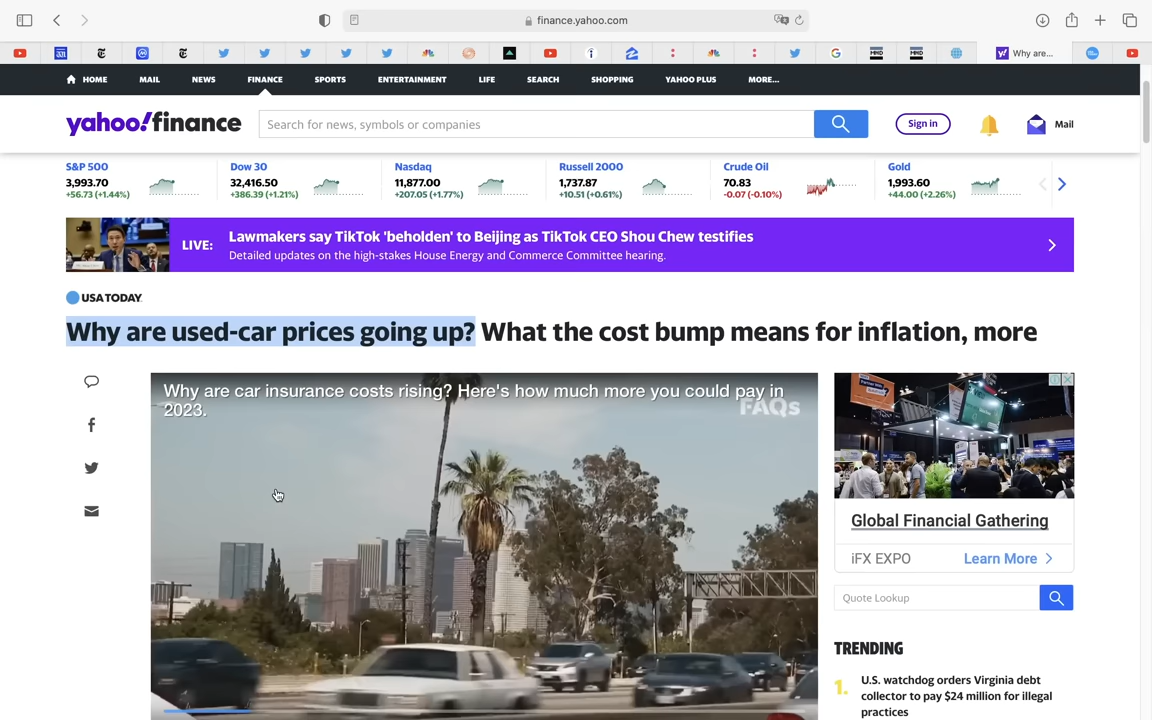 finance.yahoo.com
Why are...
HOME MAIL NEWS FINANCE SPORTS ENTERTAINMENT LIFE SEARCH SHOPPING YAHOO PLUS MORE...
yahoo!finance
Search for news, symbols or companies
Sign in
Mail
S&P 500
3,993.70
+56.73 (+1.44%)
Dow 30
32,416.50
+386.39 (+1.21%)
Nasdaq
11,877.00
+207.05 (+1.77%)
Russell 2000
1,737.87
+10.51 (+0.61%)
Crude Oil
70.83
-0.07 (-0.10%)
Gold
1,993.60
+44.00 (+2.26%)
LIVE:
Lawmakers say TikTok 'beholden' to Beijing as TikTok CEO Shou Chew testifies
Detailed updates on the high-stakes House Energy and Commerce Committee hearing.
USA TODAY
Why are used-car prices going up? What the cost bump means for inflation, more
Why are car insurance costs rising? Here's how much more you could pay in
2023.
FAQs
Global Financial Gathering
iFX EXPO
Learn More
Quote Lookup
TRENDING
1.
U.S. watchdog orders Virginia debt
collector to pay $24 million for illegal
practices